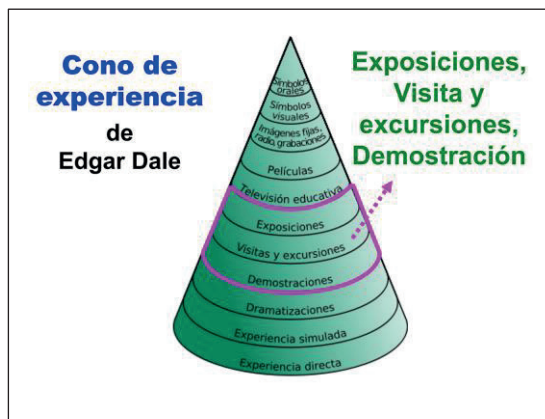 Cono de
experiencia
de
Edgar Dale
Símbolos
orales
Símbolos
visuales
Imágenes fijas,
radio, grabaciones
Películas
Televisión educativa
Exposiciones
Visitas y excursiones
Demostraciones
Dramatizaciones
Experiencia simulada
Experiencia directa
Exposiciones,
Visita y
excursiones,
Demostración